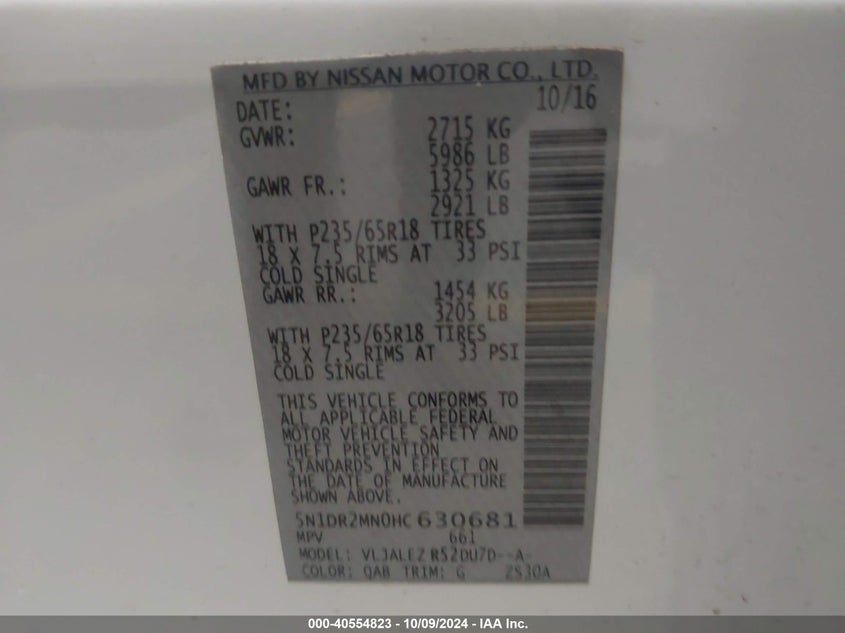 MFD BY NISSAN MOTOR CO., LTD.
DATE: 10/16
GVWR: 2715 KG
5986 LB
GAWR FR.: 1325 KG
2921 LB
WITH P235/65R18 TIRES
18 X 7.5 RIMS AT 33 PSI
COLD SINGLE
GAWR RR.: 1454 KG
3205 LB
WITH P235/65R18 TIRES
18 X 7.5 RIMS AT 33 PSI
COLD SINGLE
THIS VEHICLE CONFORMS TO
ALL APPLICABLE FEDERAL
MOTOR VEHICLE SAFETY AND
THEFT PREVENTION
STANDARDS IN EFFECT ON
THE DATE OF MANUFACTURE
SHOWN ABOVE.
5N1DR2MN0HC630681
MPV 661
MODEL: VLJALEZ R52DU7D--A-
COLOR: QAB TRIM: G 2S30A
000-40554823 - 10/09/2024 - IAA Inc.